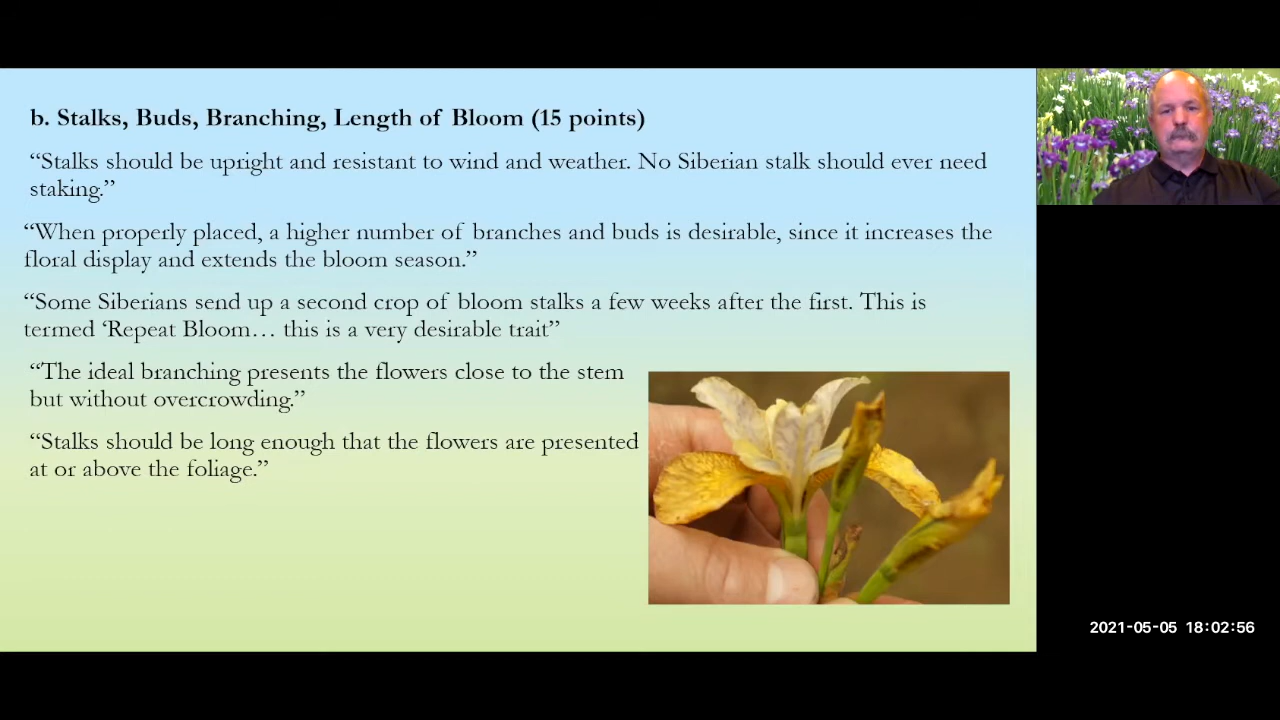 b. Stalks, Buds, Branching, Length of Bloom (15 points)
“Stalks should be upright and resistant to wind and weather. No Siberian stalk should ever need
staking.”
“When properly placed, a higher number of branches and buds is desirable, since it increases the
floral display and extends the bloom season.”
“Some Siberians send up a second crop of bloom stalks a few weeks after the first. This is
termed ‘Repeat Bloom… this is a very desirable trait”
“The ideal branching presents the flowers close to the stem
but without overcrowding.”
“Stalks should be long enough that the flowers are presented
at or above the foliage.”
2021-05-05 18:02:56